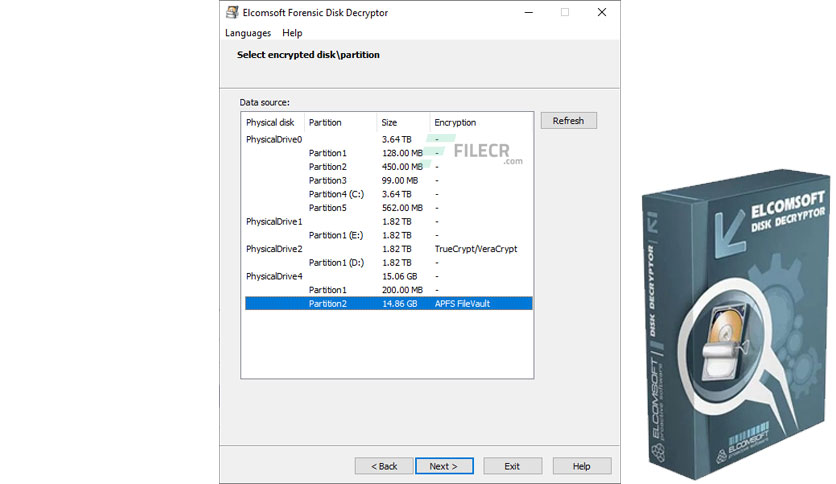 Elcomsoft Forensic Disk Decryptor
Languages Help
Select encrypted disk\partition
Data source:
Physical disk Partition Size Encryption
Refresh
PhysicalDrive0 3.64 TB -
Partition1 128.00 MB -
Partition2 450.00 MB -
Partition3 99.00 MB -
Partition4 (C:) 3.64 TB -
Partition5 562.00 MB -
PhysicalDrive1 1.82 TB -
Partition1 (E:) 1.82 TB -
PhysicalDrive2 1.82 TB TrueCrypt/VeraCrypt
Partition1 (D:) 1.82 TB -
PhysicalDrive4 15.06 GB -
Partition1 200.00 MB -
Partition2 14.86 GB APFS FileVault
FILECR
.com
< Back Next > Exit Help
ELCOMSOFT
DISK DECRYPTOR
DISK DECRYPTOR
ELCOMSOFT
proactive software
ELCOMSOFT